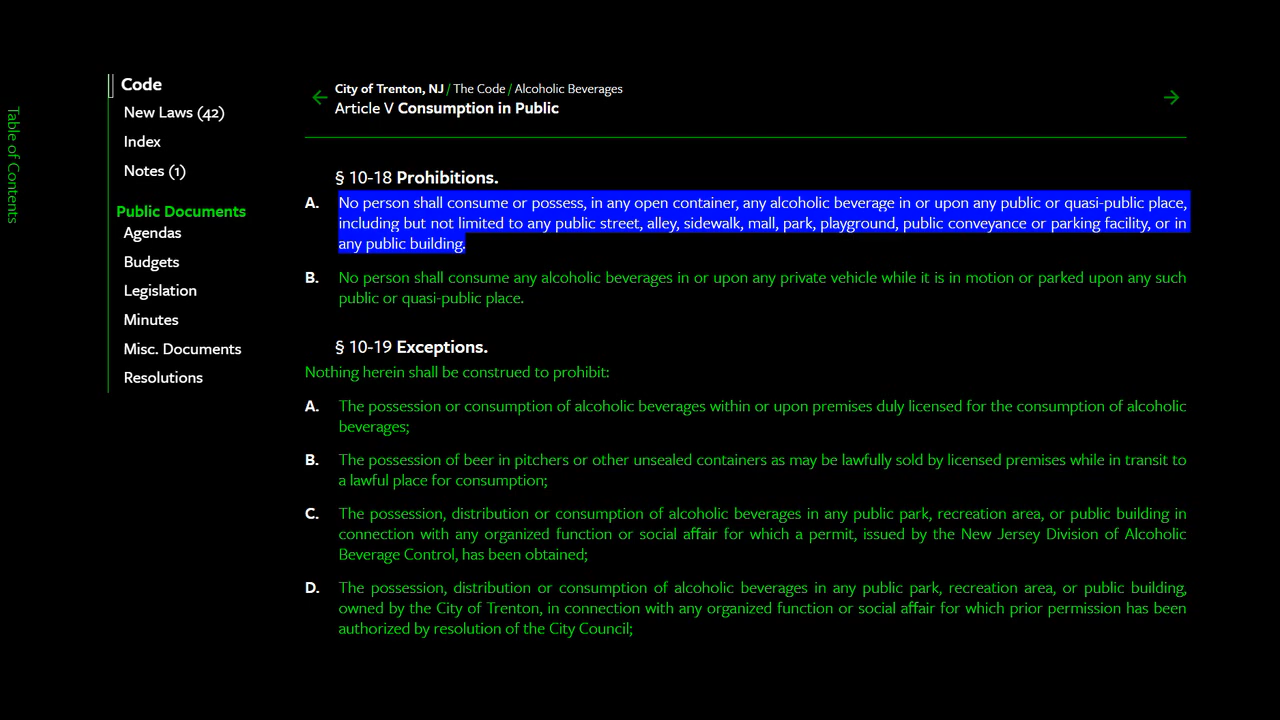 Table of Contents
Code
New Laws (42)
Index
Notes (1)
Public Documents
Agendas
Budgets
Legislation
Minutes
Misc. Documents
Resolutions
City of Trenton, NJ / The Code / Alcoholic Beverages
Article V Consumption in Public
§ 10-18 Prohibitions.
A. No person shall consume or possess, in any open container, any alcoholic beverage in or upon any public or quasi-public place,
including but not limited to any public street, alley, sidewalk, mall, park, playground, public conveyance or parking facility, or in
any public building.
B. No person shall consume any alcoholic beverages in or upon any private vehicle while it is in motion or parked upon any such
public or quasi-public place.
§ 10-19 Exceptions.
Nothing herein shall be construed to prohibit:
A. The possession or consumption of alcoholic beverages within or upon premises duly licensed for the consumption of alcoholic
beverages;
B. The possession of beer in pitchers or other unsealed containers as may be lawfully sold by licensed premises while in transit to
a lawful place for consumption;
C. The possession, distribution or consumption of alcoholic beverages in any public park, recreation area, or public building in
connection with any organized function or social affair for which a permit, issued by the New Jersey Division of Alcoholic
Beverage Control, has been obtained;
D. The possession, distribution or consumption of alcoholic beverages in any public park, recreation area, or public building,
owned by the City of Trenton, in connection with any organized function or social affair for which prior permission has been
authorized by resolution of the City Council;